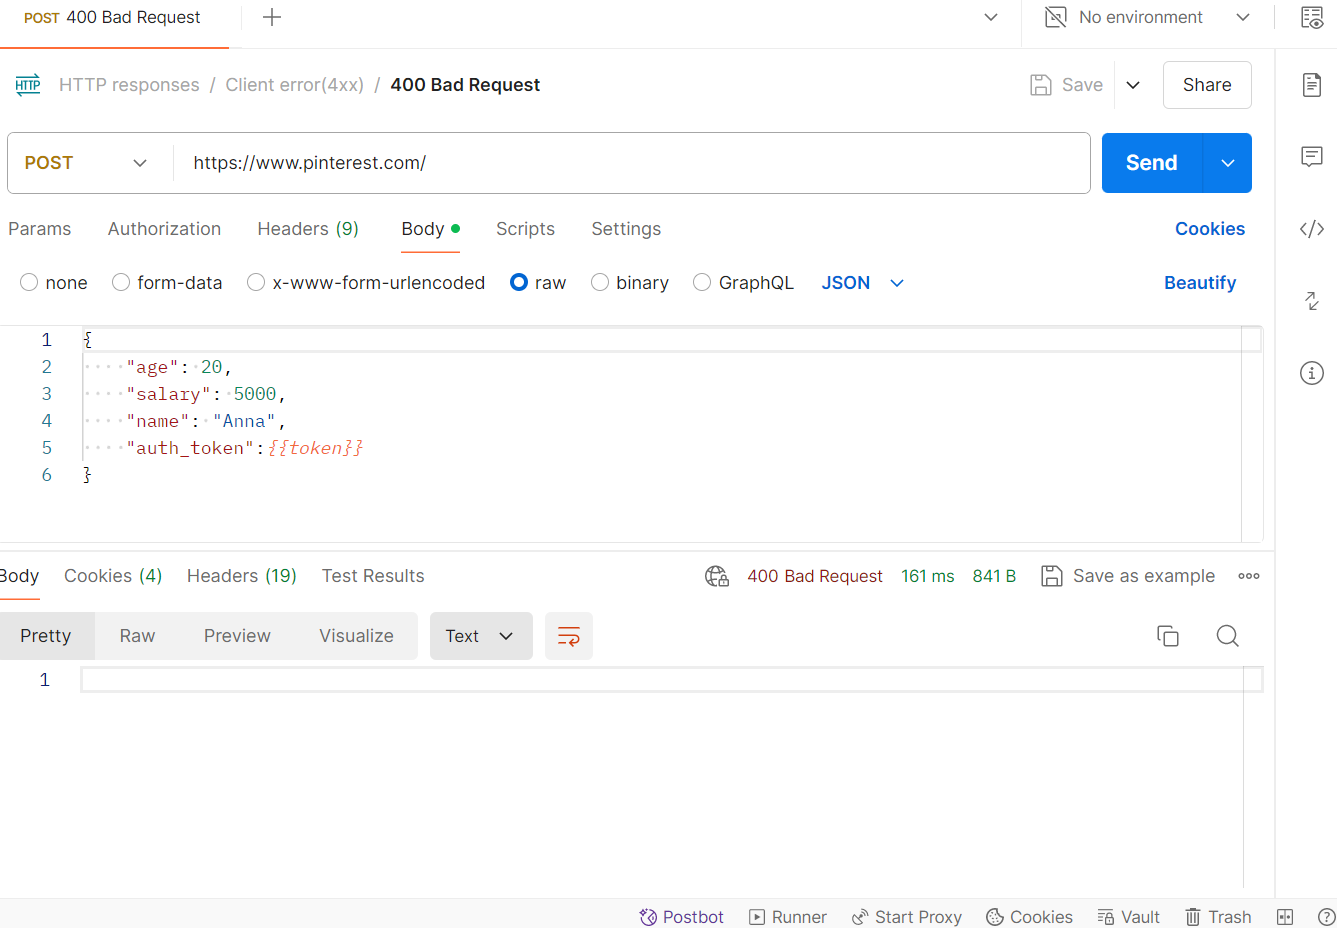 POST 400 Bad Request
No environment
HTTP HTTP responses / Client error(4xx) / 400 Bad Request
Save
Share
POST
https://www.pinterest.com/
Send
Params Authorization Headers (9) Body Scripts Settings Cookies
none form-data x-www-form-urlencoded raw binary GraphQL JSON Beautify
1 {
2 "age": 20,
3 "salary": 5000,
4 "name": "Anna",
5 "auth_token":{{token}}
6 }
Body Cookies (4) Headers (19) Test Results 400 Bad Request 161 ms 841 B Save as example
Pretty Raw Preview Visualize Text
1
Postbot Runner Start Proxy Cookies Vault Trash